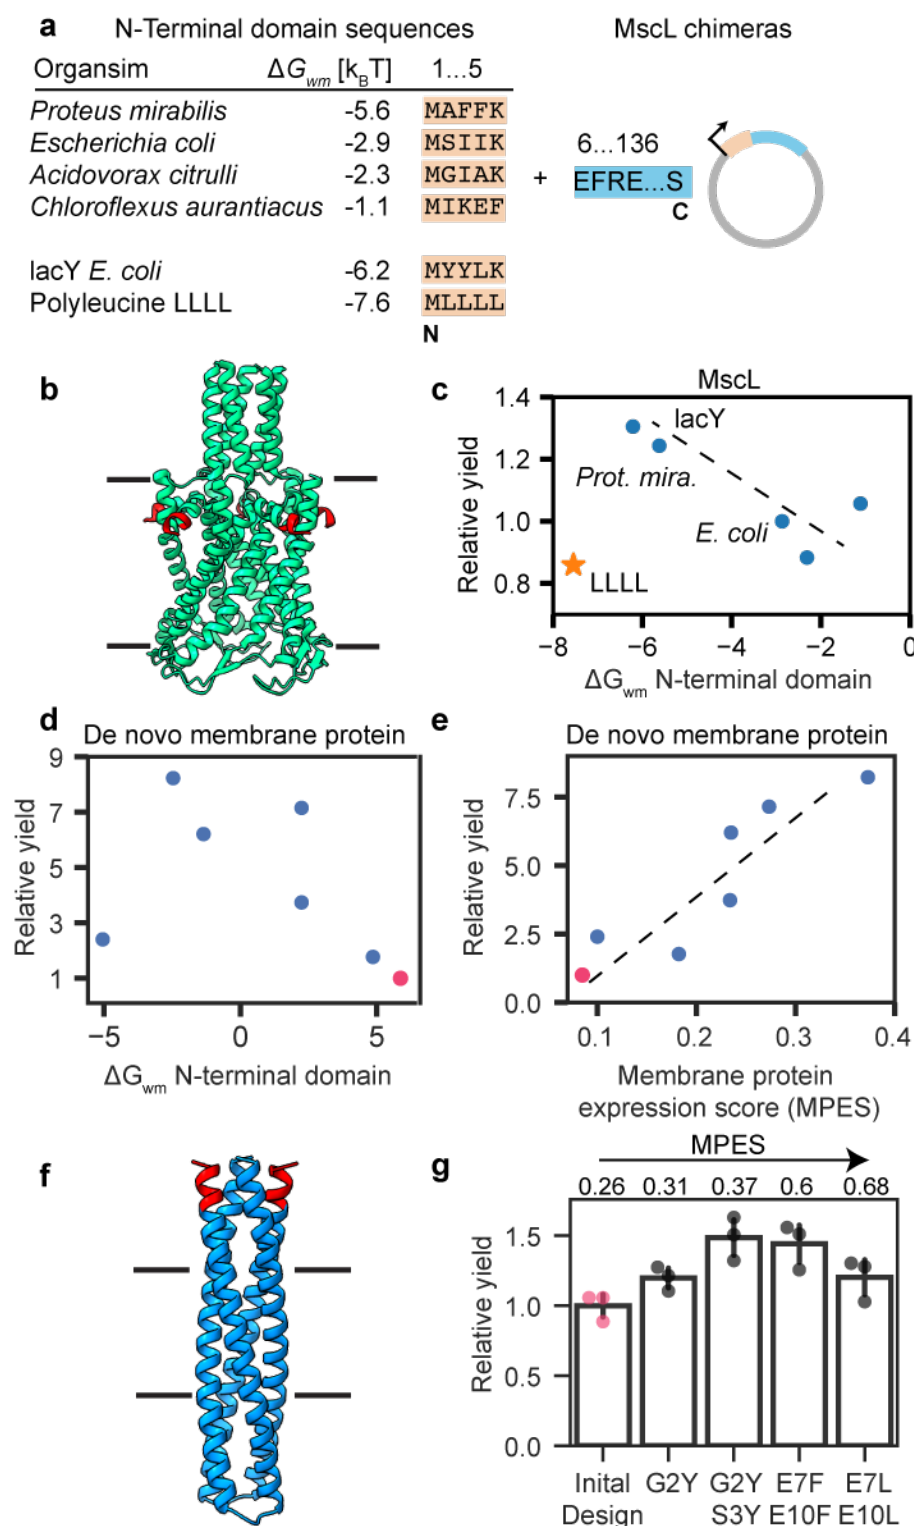 a N-Terminal domain sequences MscL chimeras
Organsim ΔGwm [kBT] 1...5
Proteus mirabilis -5.6 MAFFK
Escherichia coli -2.9 MSIIK
Acidovorax citrulli -2.3 MGIAK
Chloroflexus aurantiacus -1.1 MIKEF
lacY E. coli -6.2 MYYLK
Polyleucine LLLL -7.6 MLLLL
N
6...136
+ EFRE...S
C
b
c MscL
Relative yield
1.4
1.2
1.0
0.8
lacY
Prot. mira.
E. coli
LLLL
−8 −6 −4 −2 0
ΔGwm N-terminal domain
d De novo membrane protein
Relative yield
9
7
5
3
1
−5 0 5
ΔGwm N-terminal domain
e De novo membrane protein
Relative yield
7.5
5.0
2.5
0.0
0.1 0.2 0.3 0.4
Membrane protein
expression score (MPES)
f
g MPES
0.26 0.31 0.37 0.6 0.68
Relative yield
1.5
1.0
0.5
0.0
Inital G2Y G2Y E7F E7L
Design S3Y E10F E10L